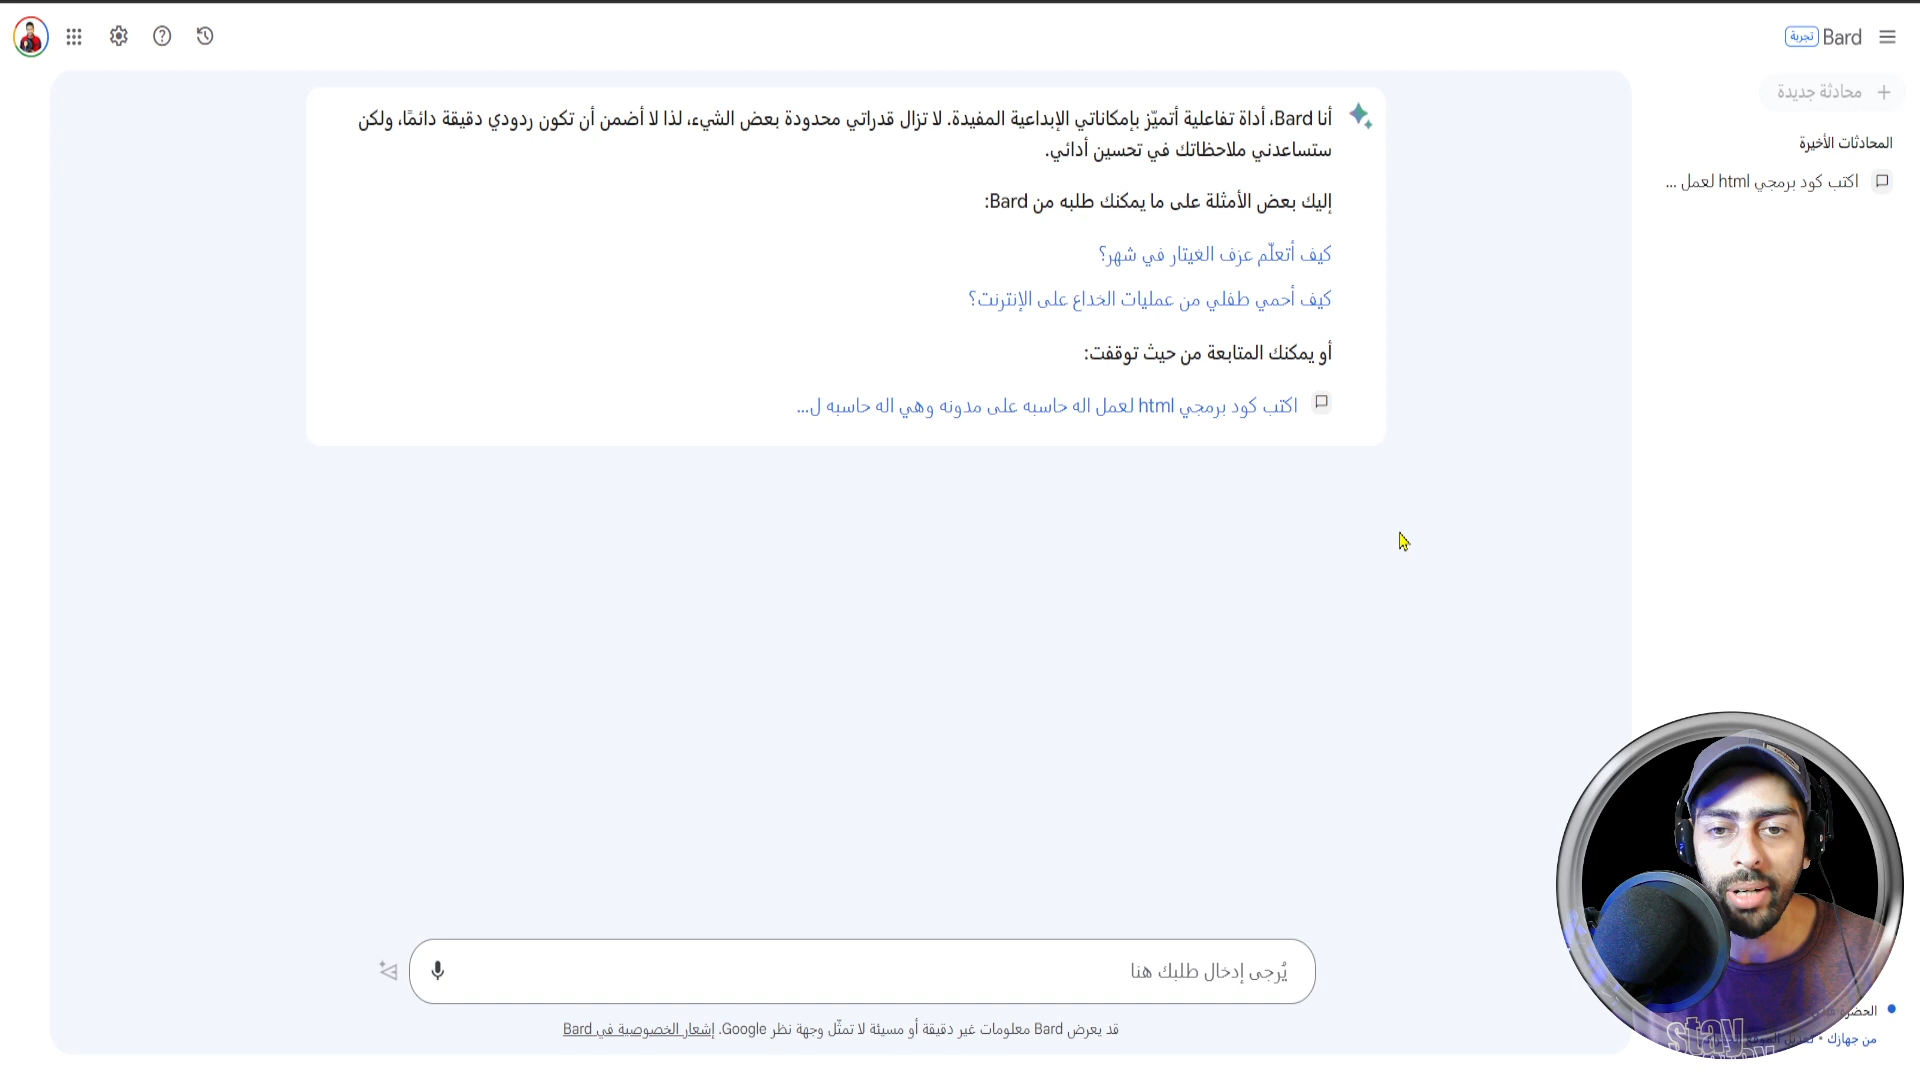 Bard تجربة
محادثة جديدة
المحادثات الأخيرة
اكتب كود برمجي html لعمل ...
أنا Bard، أداة تفاعلية أتميّز بإمكاناتي الإبداعية المفيدة. لا تزال قدراتي محدودة بعض الشيء، لذا لا أضمن أن تكون ردودي دقيقة دائمًا، ولكن
ستساعدني ملاحظاتك في تحسين أدائي.
إليك بعض الأمثلة على ما يمكنك طلبه من Bard:
كيف أتعلّم عزف الغيتار في شهر؟
كيف أحمي طفلي من عمليات الخداع على الإنترنت؟
أو يمكنك المتابعة من حيث توقفت:
اكتب كود برمجي html لعمل اله حاسبه على مدونه وهي اله حاسبه ل...
يُرجى إدخال طلبك هنا
قد يعرض Bard معلومات غير دقيقة أو مسيئة لا تمثّل وجهة نظر Google. إشعار الخصوصية في Bard
من جهازك •
stay